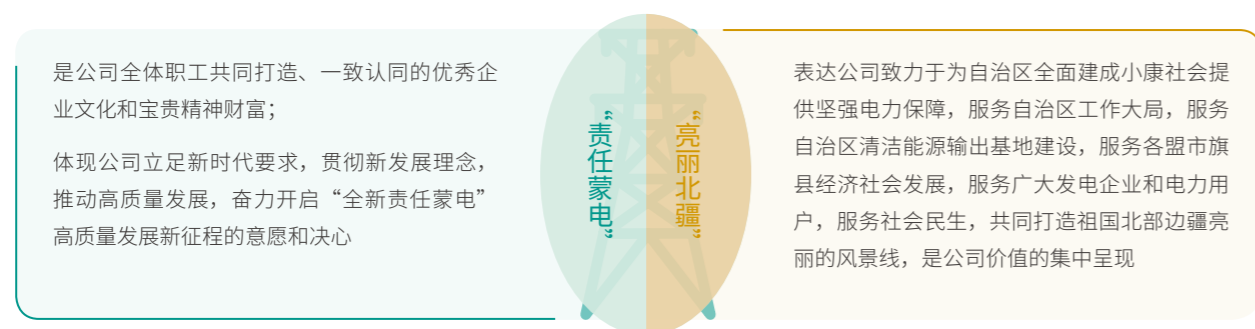 是公司全体职工共同打造、一致认同的优秀企
业文化和宝贵精神财富；
体现公司立足新时代要求，贯彻新发展理念，
推动高质量发展，奋力开启“全新责任蒙电”
高质量发展新征程的意愿和决心
“责任蒙电”
“亮丽北疆”
表达公司致力于为自治区全面建成小康社会提
供坚强电力保障，服务自治区工作大局，服务
自治区清洁能源输出基地建设，服务各盟市旗
县经济社会发展，服务广大发电企业和电力用
户，服务社会民生，共同打造祖国北部边疆亮
丽的风景线，是公司价值的集中呈现